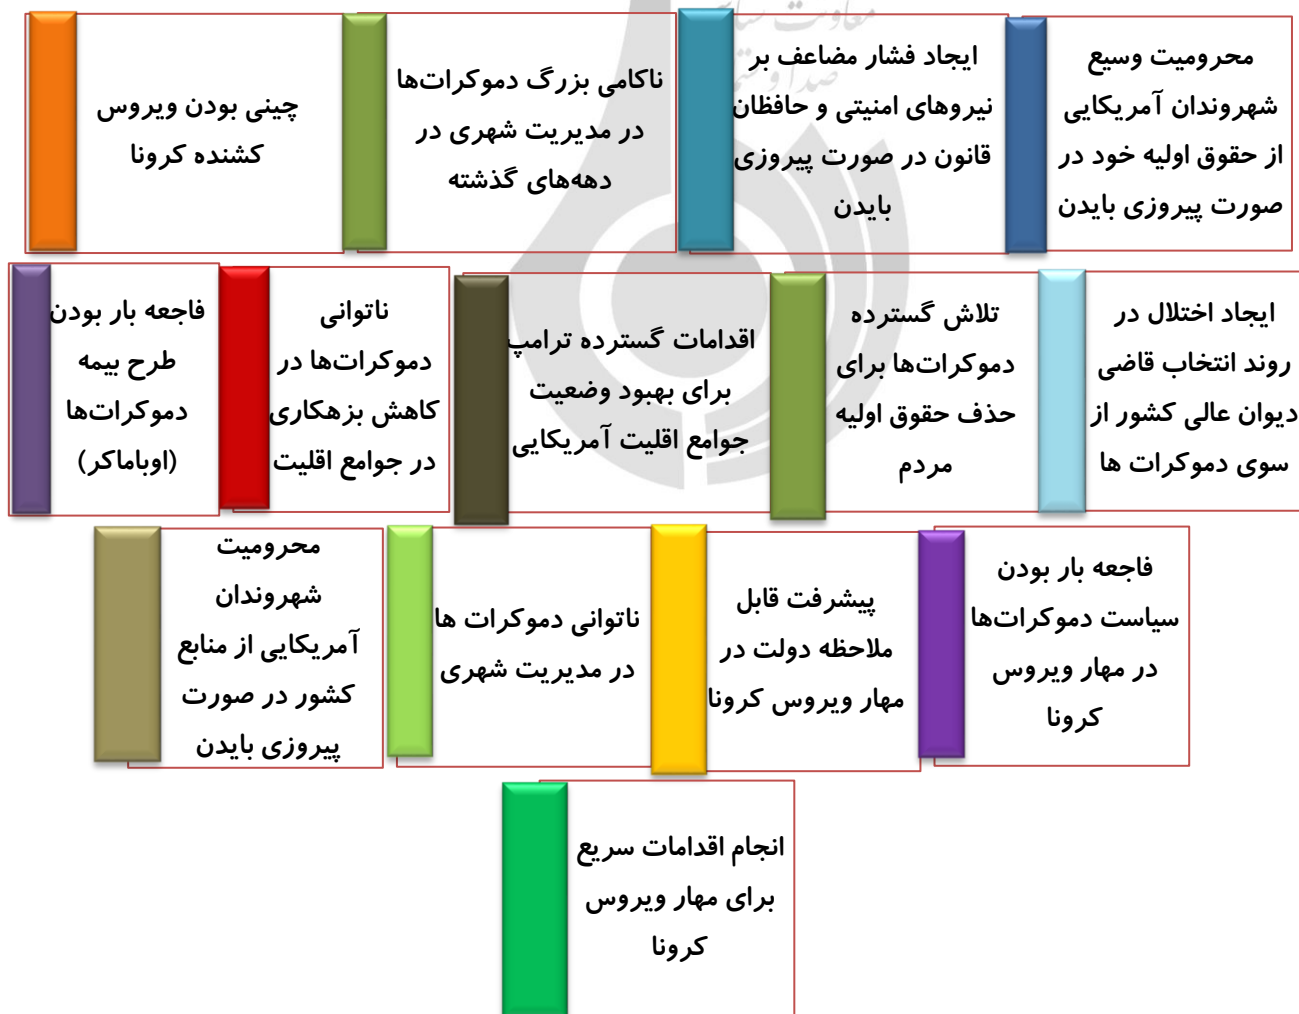 معاونت سیاسی
صدا و سیما
محرومیت وسیع
شهروندان آمریکایی
از حقوق اولیه خود در
صورت پیروزی بایدن
ایجاد فشار مضاعف بر
نیروهای امنیتی و حافظان
قانون در صورت پیروزی
بایدن
ناکامی بزرگ دموکرات‌ها
در مدیریت شهری در
دهه‌های گذشته
چینی بودن ویروس
کشنده کرونا
ایجاد اختلال در
روند انتخاب قاضی
دیوان عالی کشور از
سوی دموکرات ها
تلاش گسترده
دموکرات‌ها برای
حذف حقوق اولیه
مردم
اقدامات گسترده ترامپ
برای بهبود وضعیت
جوامع اقلیت آمریکایی
ناتوانی
دموکرات‌ها در
کاهش بزهکاری
در جوامع اقلیت
فاجعه بار بودن
طرح بیمه
دموکرات‌ها
(اوباماکر)
فاجعه بار بودن
سیاست دموکرات‌ها
در مهار ویروس
کرونا
پیشرفت قابل
ملاحظه دولت در
مهار ویروس کرونا
ناتوانی دموکرات ها
در مدیریت شهری
محرومیت
شهروندان
آمریکایی از منابع
کشور در صورت
پیروزی بایدن
انجام اقدامات سریع
برای مهار ویروس
کرونا